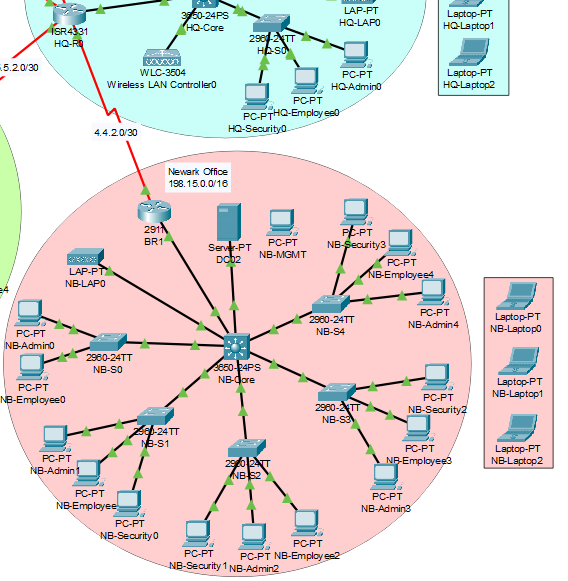 ISR4331
HQ-R0
3650-24PS
HQ-Core
2960-24TT
HQ-S0
LAP-PT
HQ-LAP0
Laptop-PT
HQ-Laptop1
Laptop-PT
HQ-Laptop2
WLC-3504
Wireless LAN Controller0
PC-PT
HQ-Admin0
PC-PT
HQ-Employee0
PC-PT
HQ-Security0
.5.2.0/30
4.4.2.0/30
Newark Office
198.15.0.0/16
2911
BR1
Server-PT
DC02
PC-PT
NB-MGMT
PC-PT
NB-Security3
PC-PT
NB-Employee4
PC-PT
NB-Admin4
2960-24TT
NB-S4
LAP-PT
NB-LAP0
PC-PT
NB-Admin0
PC-PT
NB-Employee0
2960-24TT
NB-S0
3650-24PS
NB-Core
Laptop-PT
NB-Laptop0
Laptop-PT
NB-Laptop1
Laptop-PT
NB-Laptop2
2960-24TT
NB-S3
PC-PT
NB-Security2
PC-PT
NB-Employee3
PC-PT
NB-Admin3
2960-24TT
NB-S1
PC-PT
NB-Admin1
PC-PT
NB-Employee
PC-PT
NB-Security0
2960-24TT
NB-S2
PC-PT
NB-Security1
PC-PT
NB-Admin2
PC-PT
NB-Employee2